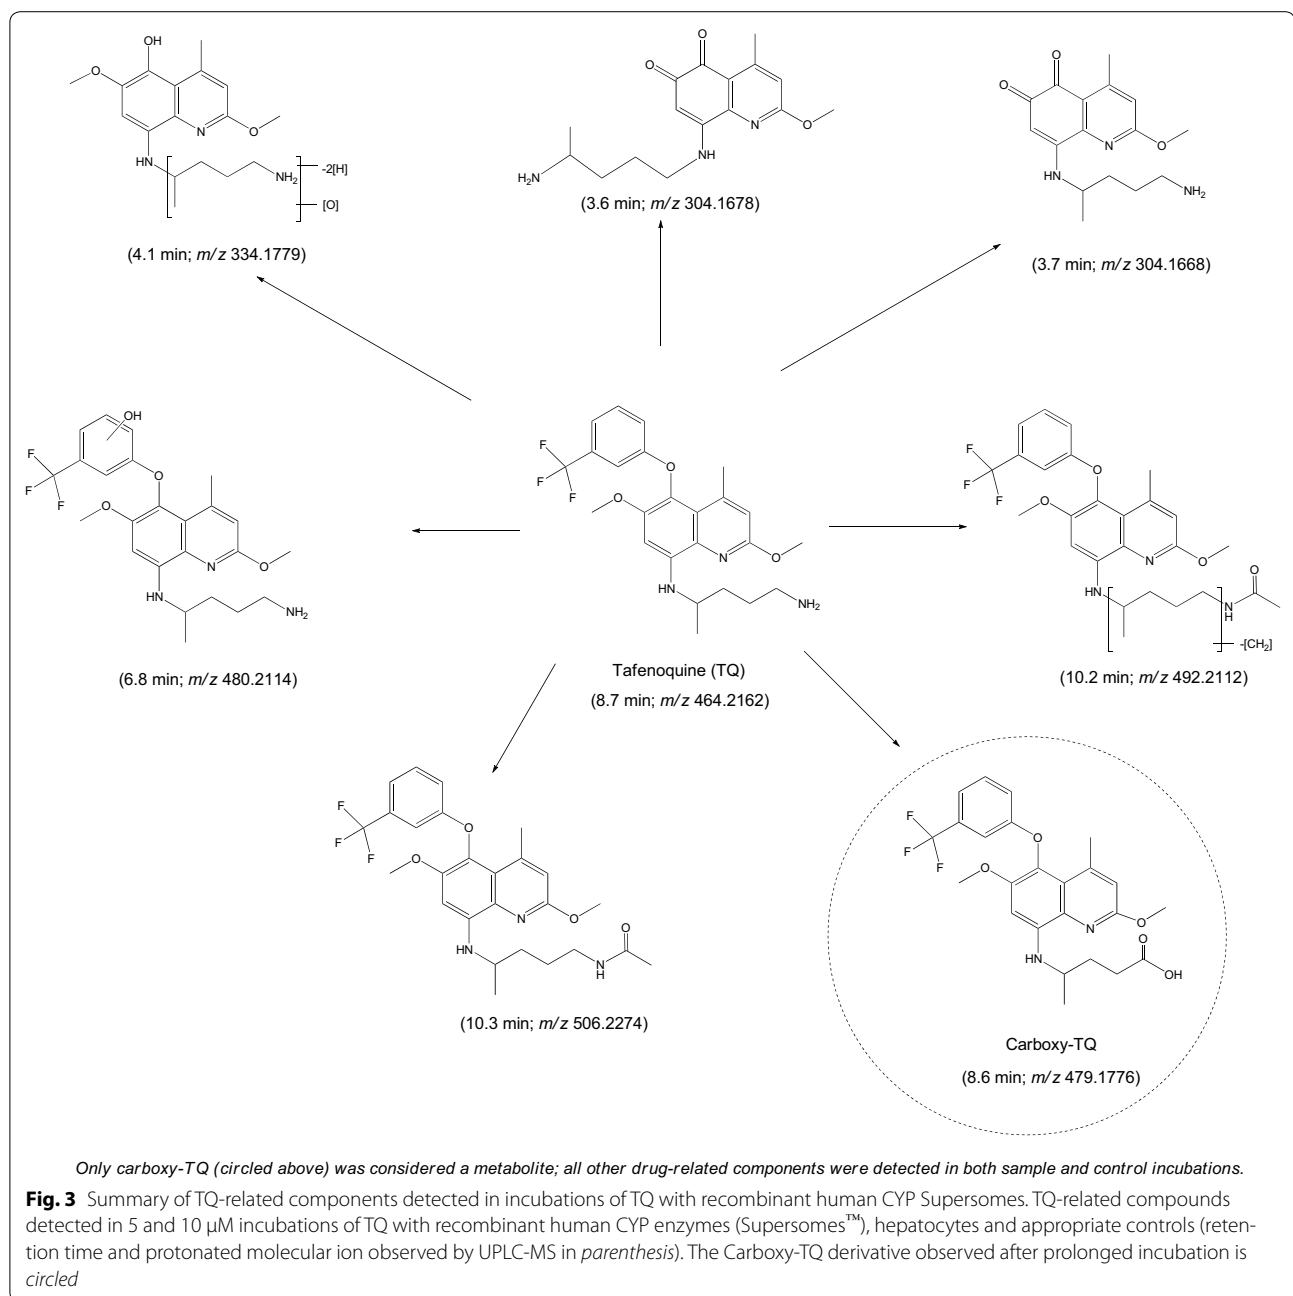 OH
O
N
O
HN
NH2
-2[H]
[O]
(4.1 min; m/z 334.1779)
O
O
N
O
NH
H2N
(3.6 min; m/z 304.1678)
O
O
N
O
HN
NH2
(3.7 min; m/z 304.1668)
OH
F
F
F
O
O
N
O
HN
NH2
(6.8 min; m/z 480.2114)
F
F
F
O
O
N
O
HN
NH2
Tafenoquine (TQ)
(8.7 min; m/z 464.2162)
F
F
F
O
O
N
O
HN
N
H
O
-[CH2]
(10.2 min; m/z 492.2112)
F
F
F
O
O
N
O
HN
N
H
O
(10.3 min; m/z 506.2274)
F
F
F
O
O
N
O
HN
O
OH
Carboxy-TQ
(8.6 min; m/z 479.1776)
Only carboxy-TQ (circled above) was considered a metabolite; all other drug-related components were detected in both sample and control incubations.
Fig. 3 Summary of TQ-related components detected in incubations of TQ with recombinant human CYP Supersomes. TQ-related compounds
detected in 5 and 10 µM incubations of TQ with recombinant human CYP enzymes (Supersomes™), hepatocytes and appropriate controls (reten-
tion time and protonated molecular ion observed by UPLC-MS in parenthesis). The Carboxy-TQ derivative observed after prolonged incubation is
circled